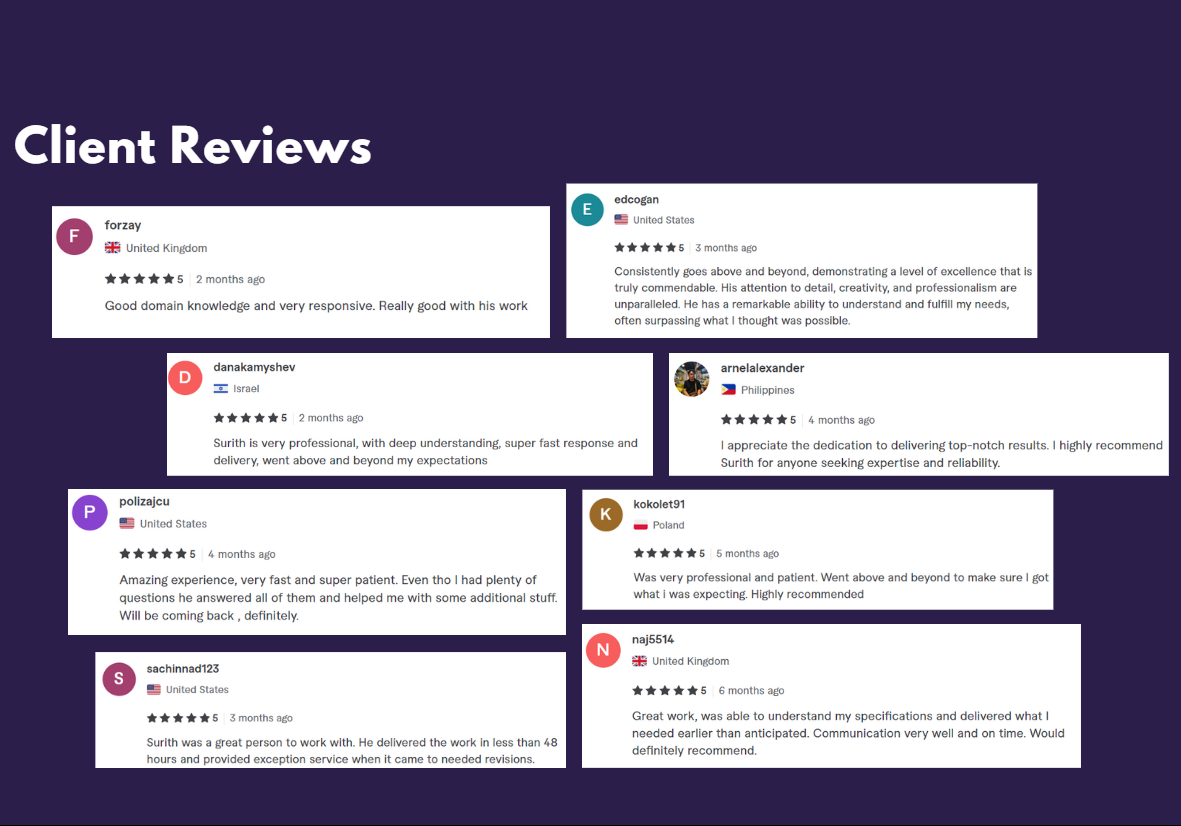 Client Reviews
F
forzay
United Kingdom
5 2 months ago
Good domain knowledge and very responsive. Really good with his work
E
edcogan
United States
5 3 months ago
Consistently goes above and beyond, demonstrating a level of excellence that is
truly commendable. His attention to detail, creativity, and professionalism are
unparalleled. He has a remarkable ability to understand and fulfill my needs,
often surpassing what I thought was possible.
D
danakamyshev
Israel
5 2 months ago
Surith is very professional, with deep understanding, super fast response and
delivery, went above and beyond my expectations
arnelalexander
Philippines
5 4 months ago
I appreciate the dedication to delivering top-notch results. I highly recommend
Surith for anyone seeking expertise and reliability.
P
polizajcu
United States
5 4 months ago
Amazing experience, very fast and super patient. Even tho I had plenty of
questions he answered all of them and helped me with some additional stuff.
Will be coming back , definitely.
K
kokolet91
Poland
5 5 months ago
Was very professional and patient. Went above and beyond to make sure I got
what i was expecting. Highly recommended
S
sachinnad123
United States
5 3 months ago
Surith was a great person to work with. He delivered the work in less than 48
hours and provided exception service when it came to needed revisions.
N
naj5514
United Kingdom
5 6 months ago
Great work, was able to understand my specifications and delivered what I
needed earlier than anticipated. Communication very well and on time. Would
definitely recommend.